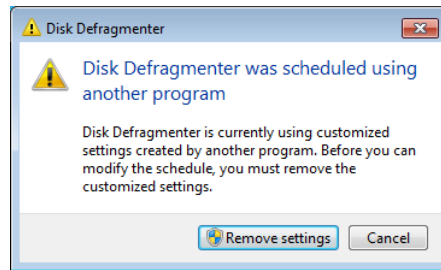 Disk Defragmenter
Disk Defragmenter was scheduled using
another program
Disk Defragmenter is currently using customized
settings created by another program. Before you can
modify the schedule, you must remove the
customized settings.
Remove settings
Cancel